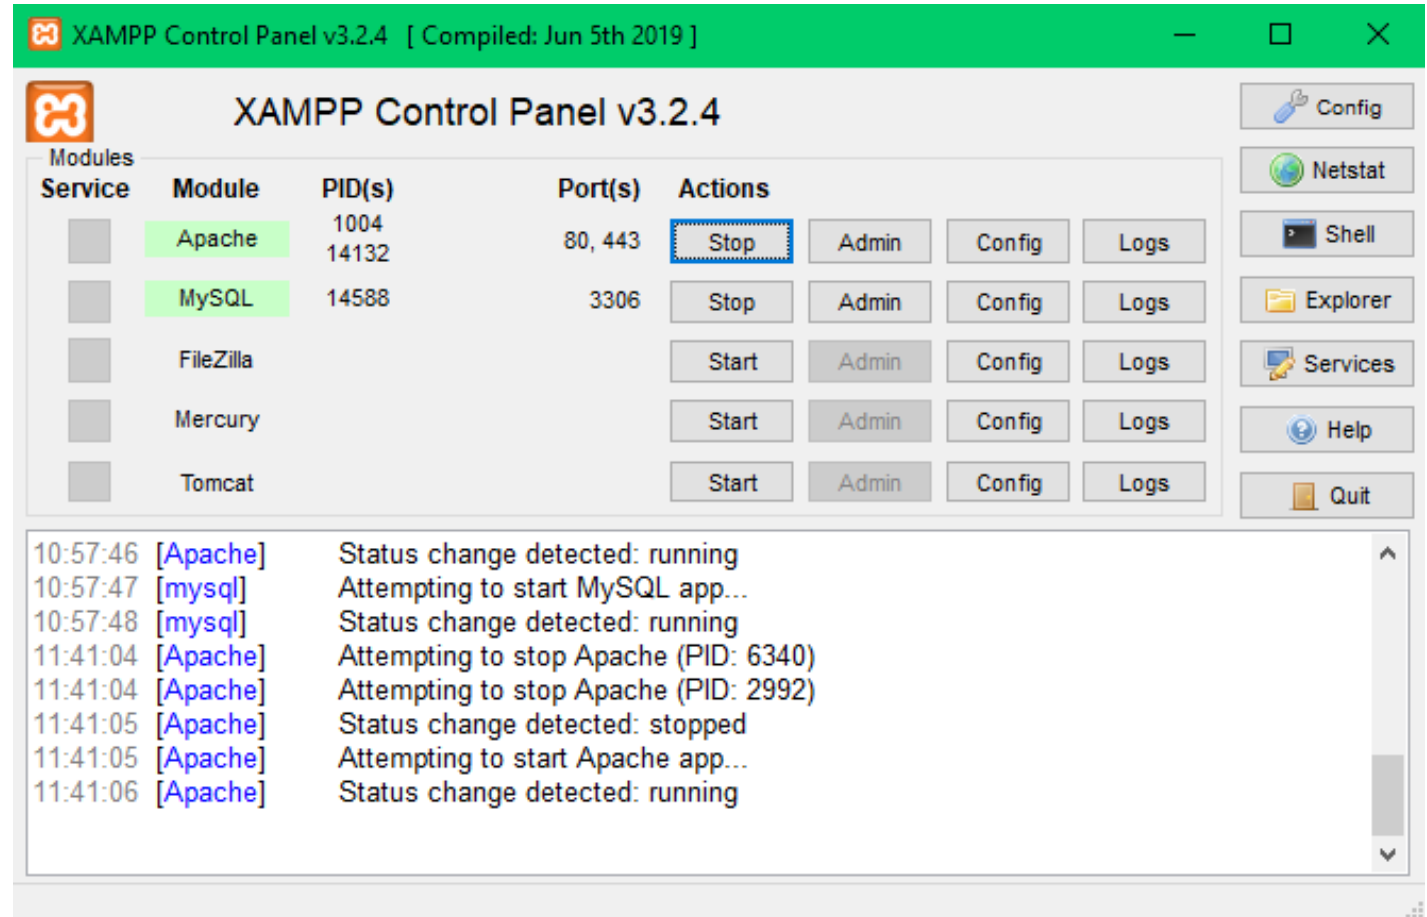 XAMPP Control Panel v3.2.4 [ Compiled: Jun 5th 2019 ]
XAMPP Control Panel v3.2.4
Config
Modules
Netstat
Service Module PID(s) Port(s) Actions
Apache 1004 14132 80, 443 Stop Admin Config Logs
Shell
MySQL 14588 3306 Stop Admin Config Logs
Explorer
FileZilla Start Admin Config Logs
Services
Mercury Start Admin Config Logs
Help
Tomcat Start Admin Config Logs
Quit
10:57:46 [Apache] Status change detected: running
10:57:47 [mysql] Attempting to start MySQL app...
10:57:48 [mysql] Status change detected: running
11:41:04 [Apache] Attempting to stop Apache (PID: 6340)
11:41:04 [Apache] Attempting to stop Apache (PID: 2992)
11:41:05 [Apache] Status change detected: stopped
11:41:05 [Apache] Attempting to start Apache app...
11:41:06 [Apache] Status change detected: running